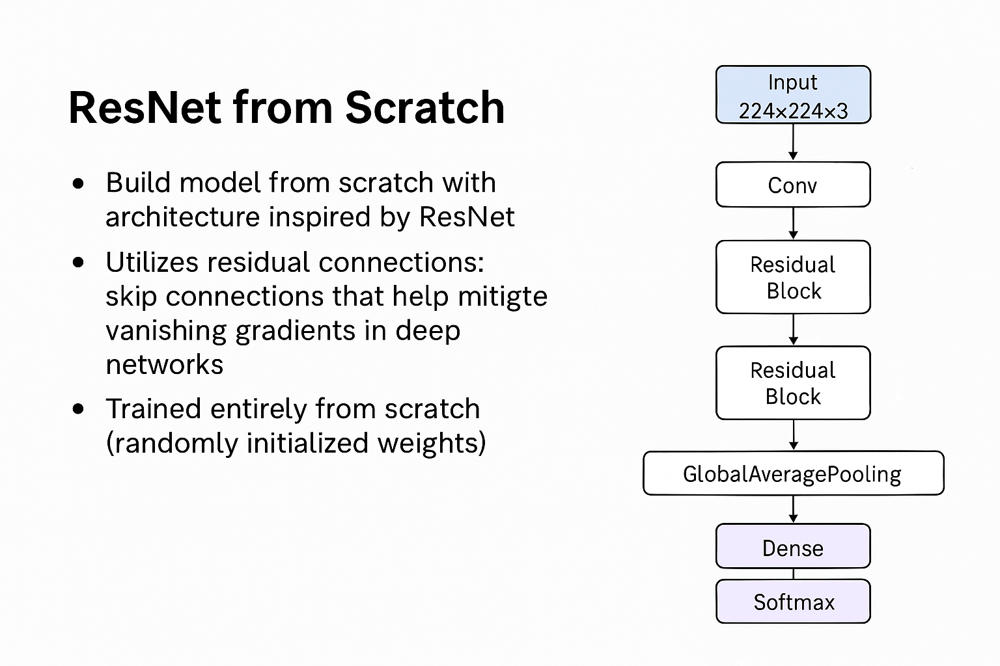 ResNet from Scratch
• Build model from scratch with
architecture inspired by ResNet
• Utilizes residual connections:
skip connections that help mitigte
vanishing gradients in deep
networks
• Trained entirely from scratch
(randomly initialized weights)
Input
224×224×3
Conv
Residual
Block
Residual
Block
GlobalAveragePooling
Dense
Softmax